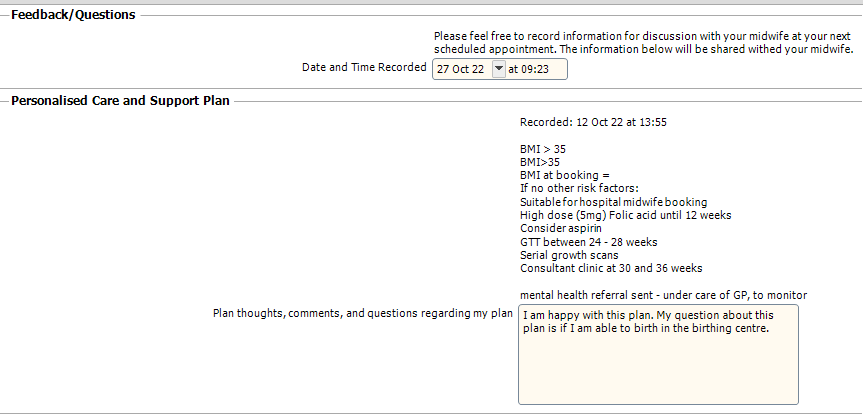 Feedback/Questions
Please feel free to record information for discussion with your midwife at your next
scheduled appointment. The information below will be shared withed your midwife.
Date and Time Recorded 27 Oct 22 at 09:23
Personalised Care and Support Plan
Recorded: 12 Oct 22 at 13:55
BMI > 35
BMI>35
BMI at booking =
If no other risk factors:
Suitable for hospital midwife booking
High dose (5mg) Folic acid until 12 weeks
Consider aspirin
GTT between 24 - 28 weeks
Serial growth scans
Consultant clinic at 30 and 36 weeks
mental health referral sent - under care of GP, to monitor
Plan thoughts, comments, and questions regarding my plan
I am happy with this plan. My question about this
plan is if I am able to birth in the birthing centre.